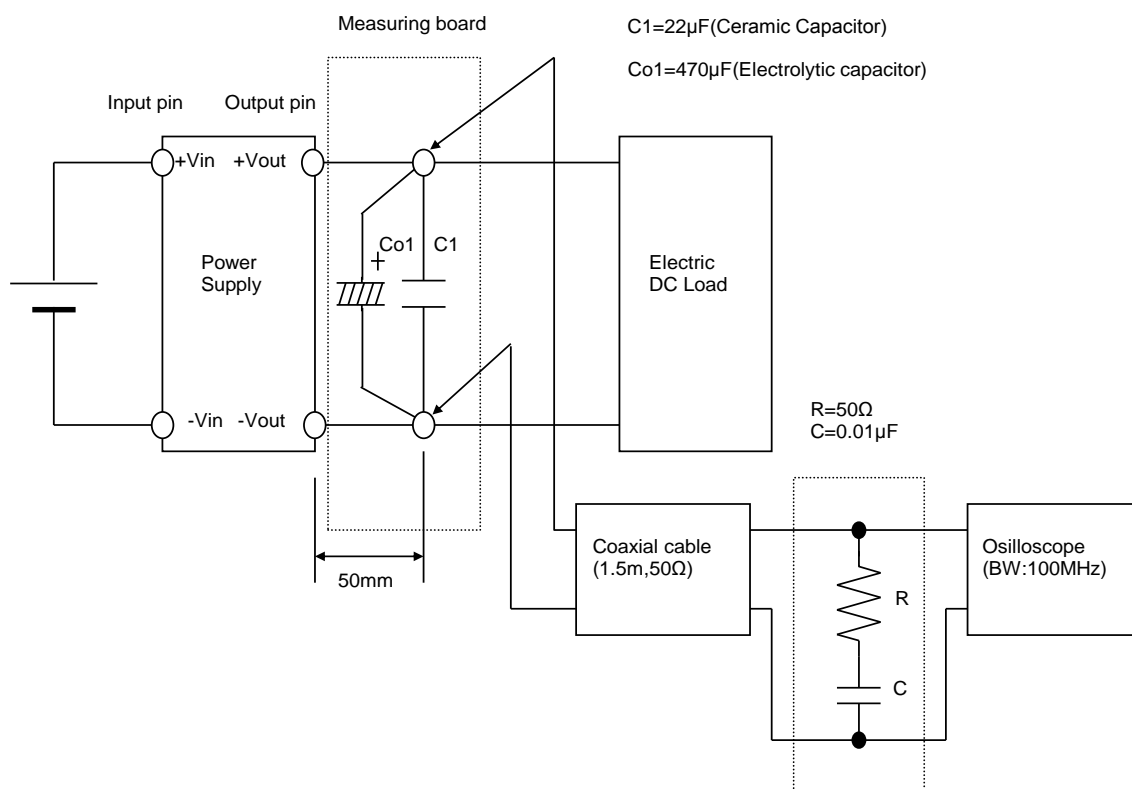 Measuring board
C1=22µF(Ceramic Capacitor)
Co1=470µF(Electrolytic capacitor)
Input pin
Output pin
+Vin
+Vout
Co1
C1
+
Power
Supply
Electric
DC Load
-Vin
-Vout
R=50Ω
C=0.01µF
50mm
Coaxial cable
(1.5m,50Ω)
Osilloscope
(BW:100MHz)
R
C